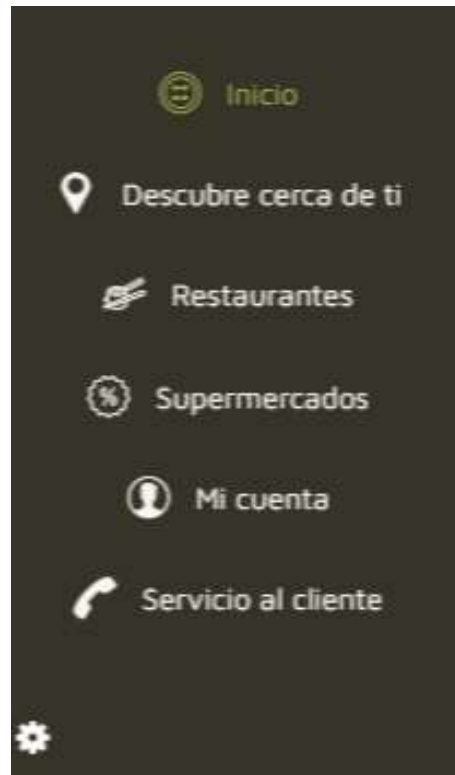 Inicio
Descubre cerca de ti
Restaurantes
Supermercados
Mi cuenta
Servicio al cliente